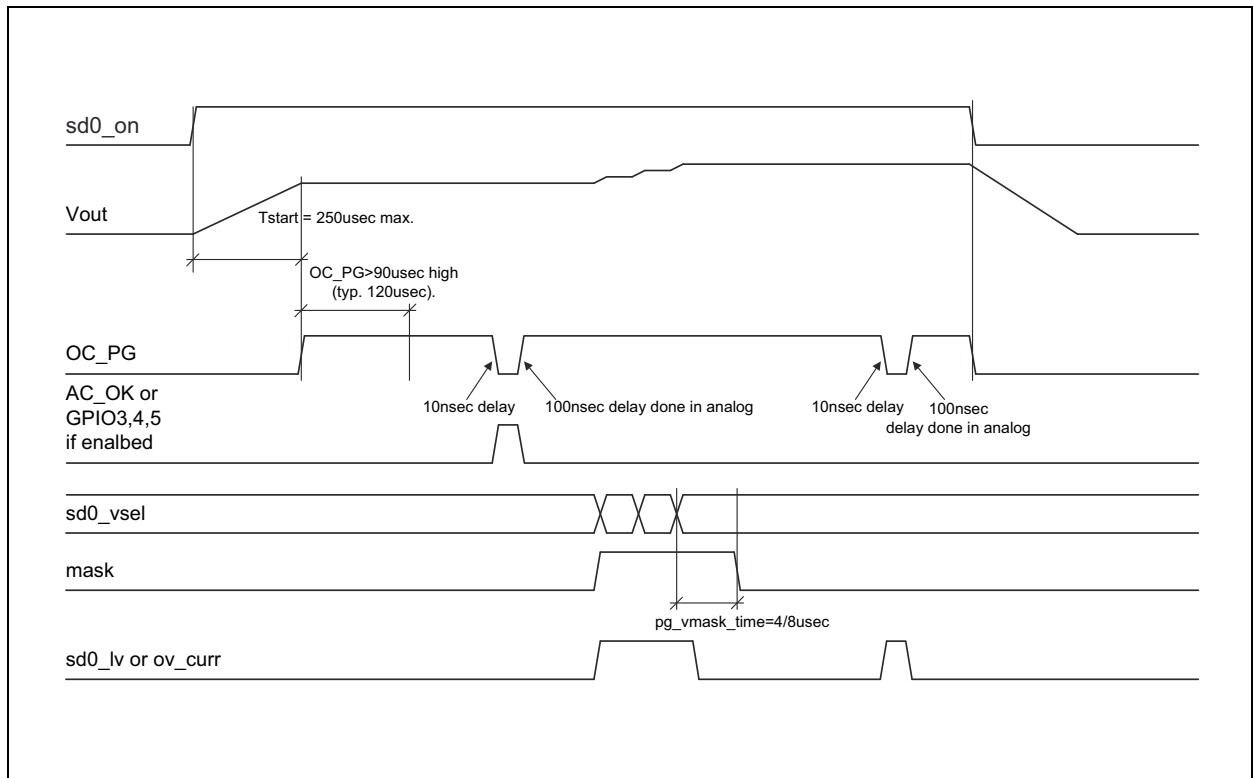 sd0_on
Vout
Tstart = 250usec max.
OC_PG>90usec high
(typ. 120usec).
OC_PG
AC_OK or
GPIO3,4,5
if enalbed
10nsec delay
100nsec delay done in analog
10nsec delay
100nsec
delay done in analog
sd0_vsel
mask
pg_vmask_time=4/8usec
sd0_lv or ov_curr